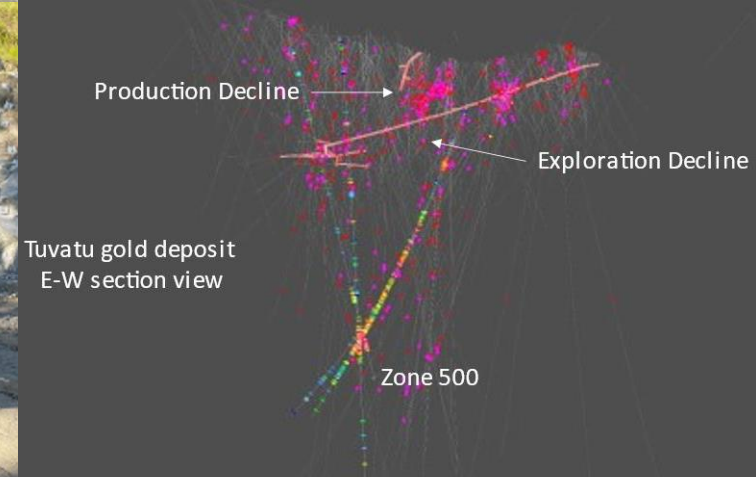 Production Decline
Exploration Decline
Tuvatu gold deposit
E-W section view
Zone 500